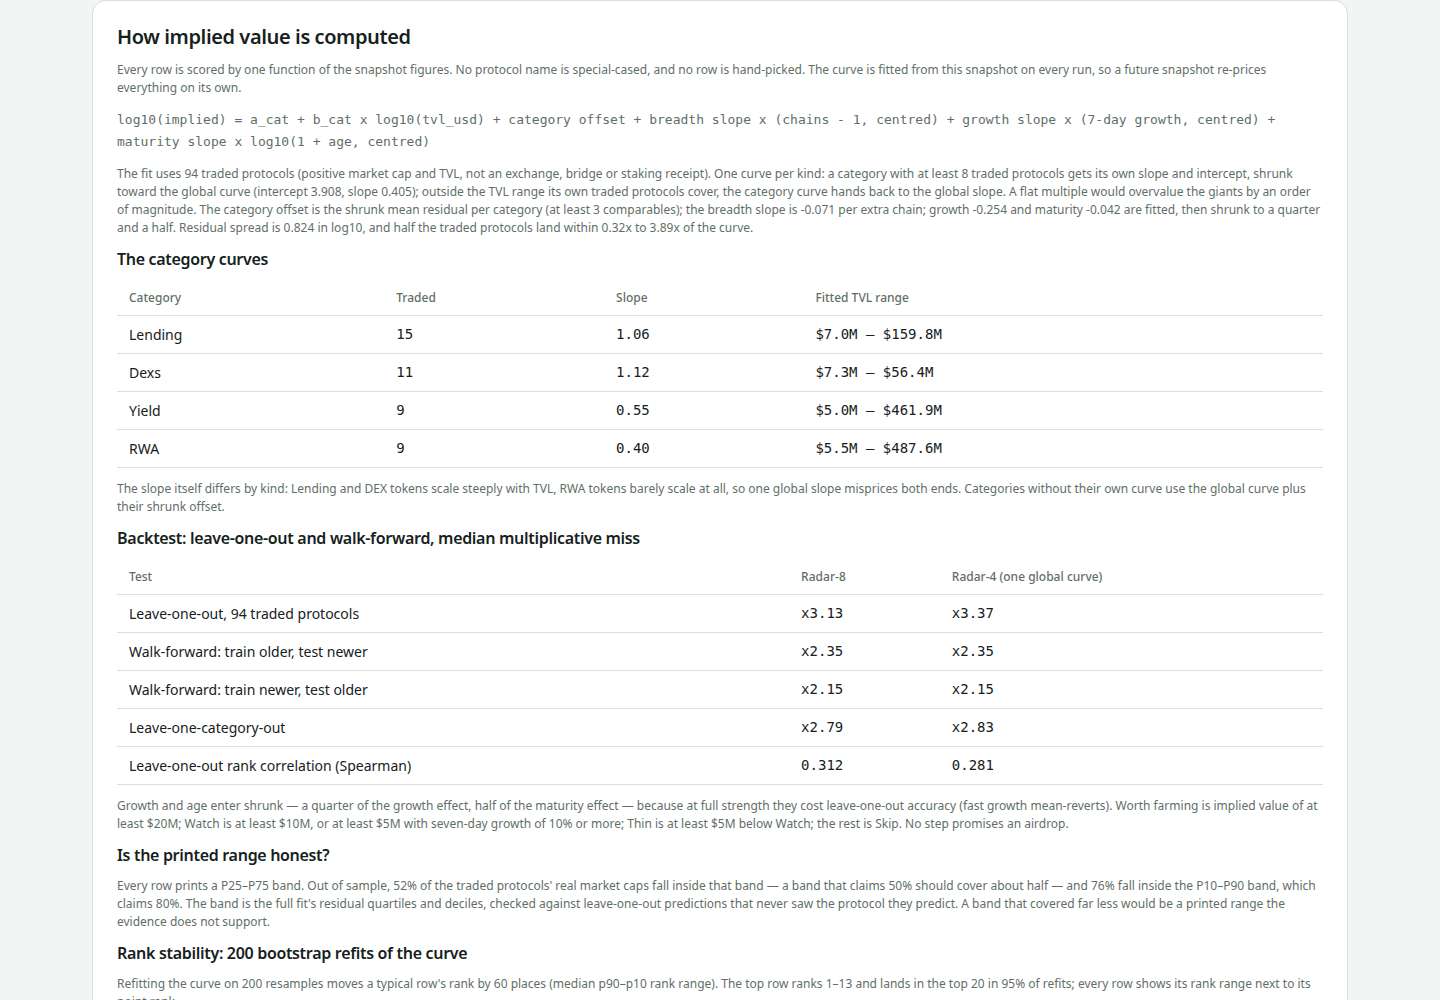 How implied value is computed
Every row is scored by one function of the snapshot figures. No protocol name is special-cased, and no row is hand-picked. The curve is fitted from this snapshot on every run, so a future snapshot re-prices
everything on its own.
log10(implied) = a_cat + b_cat x log10(tvl_usd) + category offset + breadth slope x (chains - 1, centred) + growth slope x (7-day growth, centred) +
maturity slope x log10(1 + age, centred)
The fit uses 94 traded protocols (positive market cap and TVL, not an exchange, bridge or staking receipt). One curve per kind: a category with at least 8 traded protocols gets its own slope and intercept, shrunk
toward the global curve (intercept 3.908, slope 0.405); outside the TVL range its own traded protocols cover, the category curve hands back to the global slope. A flat multiple would overvalue the giants by an order
of magnitude. The category offset is the shrunk mean residual per category (at least 3 comparables); the breadth slope is -0.071 per extra chain; growth -0.254 and maturity -0.042 are fitted, then shrunk to a quarter
and a half. Residual spread is 0.824 in log10, and half the traded protocols land within 0.32x to 3.89x of the curve.
The category curves
Category Traded Slope Fitted TVL range
Lending 15 1.06 $7.0M — $159.8M
Dexs 11 1.12 $7.3M — $56.4M
Yield 9 0.55 $5.0M — $461.9M
RWA 9 0.40 $5.5M — $487.6M
The slope itself differs by kind: Lending and DEX tokens scale steeply with TVL, RWA tokens barely scale at all, so one global slope misprices both ends. Categories without their own curve use the global curve plus
their shrunk offset.
Backtest: leave-one-out and walk-forward, median multiplicative miss
Test Radar-8 Radar-4 (one global curve)
Leave-one-out, 94 traded protocols x3.13 x3.37
Walk-forward: train older, test newer x2.35 x2.35
Walk-forward: train newer, test older x2.15 x2.15
Leave-one-category-out x2.79 x2.83
Leave-one-out rank correlation (Spearman) 0.312 0.281
Growth and age enter shrunk — a quarter of the growth effect, half of the maturity effect — because at full strength they cost leave-one-out accuracy (fast growth mean-reverts). Worth farming is implied value of at
least $20M; Watch is at least $10M, or at least $5M with seven-day growth of 10% or more; Thin is at least $5M below Watch; the rest is Skip. No step promises an airdrop.
Is the printed range honest?
Every row prints a P25–P75 band. Out of sample, 52% of the traded protocols' real market caps fall inside that band — a band that claims 50% should cover about half — and 76% fall inside the P10–P90 band, which
claims 80%. The band is the full fit's residual quartiles and deciles, checked against leave-one-out predictions that never saw the protocol they predict. A band that covered far less would be a printed range the
evidence does not support.
Rank stability: 200 bootstrap refits of the curve
Refitting the curve on 200 resamples moves a typical row's rank by 60 places (median p90–p10 rank range). The top row ranks 1–13 and lands in the top 20 in 95% of refits; every row shows its rank range next to its